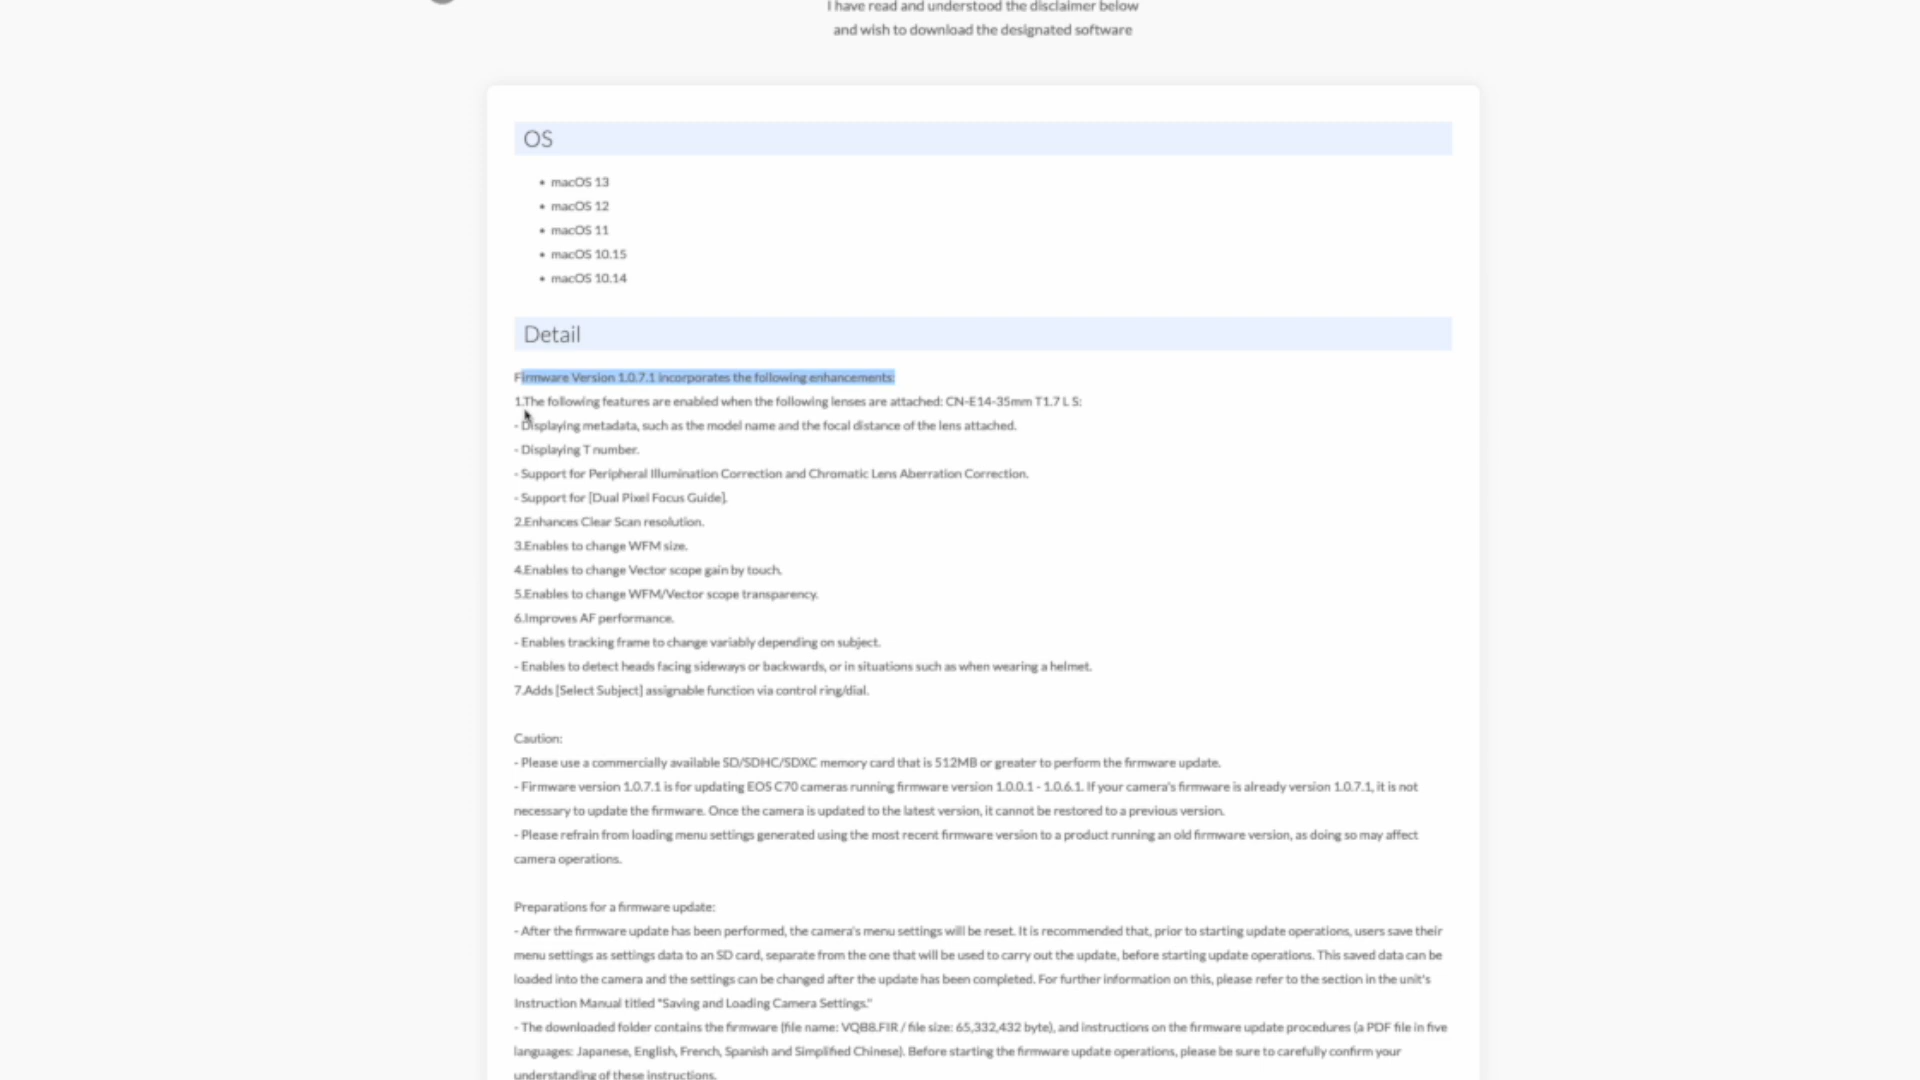 I have read and understood the disclaimer below
and wish to download the designated software
OS
• macOS 13
• macOS 12
• macOS 11
• macOS 10.15
• macOS 10.14
Detail
Firmware Version 1.0.7.1 incorporates the following enhancements:
1.The following features are enabled when the following lenses are attached: CN-E14-35mm T1.7 L S:
- Displaying metadata, such as the model name and the focal distance of the lens attached.
- Displaying T number.
- Support for Peripheral Illumination Correction and Chromatic Lens Aberration Correction.
- Support for [Dual Pixel Focus Guide].
2.Enhances Clear Scan resolution.
3.Enables to change WFM size.
4.Enables to change Vector scope gain by touch.
5.Enables to change WFM/Vector scope transparency.
6.Improves AF performance.
- Enables tracking frame to change variably depending on subject.
- Enables to detect heads facing sideways or backwards, or in situations such as when wearing a helmet.
7.Adds [Select Subject] assignable function via control ring/dial.
Caution:
- Please use a commercially available SD/SDHC/SDXC memory card that is 512MB or greater to perform the firmware update.
- Firmware version 1.0.7.1 is for updating EOS C70 cameras running firmware version 1.0.0.1 - 1.0.6.1. If your camera's firmware is already version 1.0.7.1, it is not
necessary to update the firmware. Once the camera is updated to the latest version, it cannot be restored to a previous version.
- Please refrain from loading menu settings generated using the most recent firmware version to a product running an old firmware version, as doing so may affect
camera operations.
Preparations for a firmware update:
- After the firmware update has been performed, the camera's menu settings will be reset. It is recommended that, prior to starting update operations, users save their
menu settings as settings data to an SD card, separate from the one that will be used to carry out the update, before starting update operations. This saved data can be
loaded into the camera and the settings can be changed after the update has been completed. For further information on this, please refer to the section in the unit's
Instruction Manual titled "Saving and Loading Camera Settings."
- The downloaded folder contains the firmware (file name: VQB8.FIR / file size: 65,332,432 byte), and instructions on the firmware update procedures (a PDF file in five
languages: Japanese, English, French, Spanish and Simplified Chinese). Before starting the firmware update operations, please be sure to carefully confirm your
understanding of these instructions.